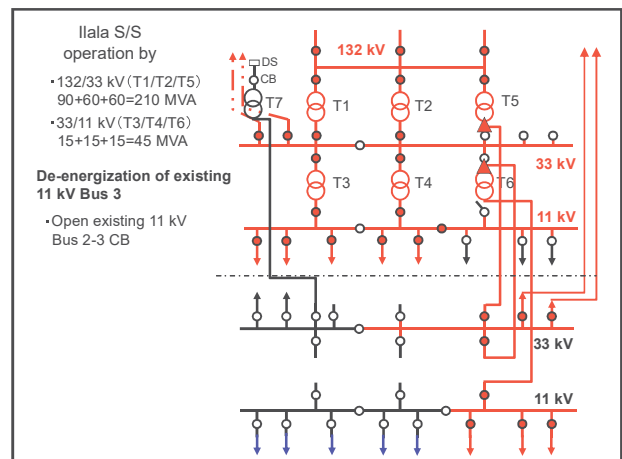 Ilala S/S
operation by
・132/33 kV(T1/T2/T5)
90+60+60=210 MVA
・33/11 kV(T3/T4/T6)
15+15+15=45 MVA
De-energization of existing
11 kV Bus 3
・Open existing 11 kV
Bus 2-3 CB
132 kV
DS
CB
T7
T1
T2
T5
33 kV
T3
T4
T6
11 kV
33 kV
11 kV